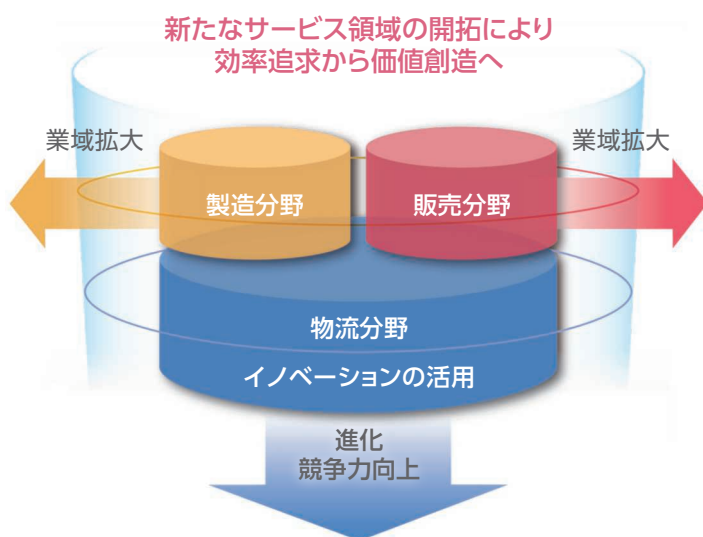 新たなサービス領域の開拓により
効率追求から価値創造へ
業域拡大
業域拡大
製造分野
販売分野
物流分野
イノベーションの活用
進化
競争力向上